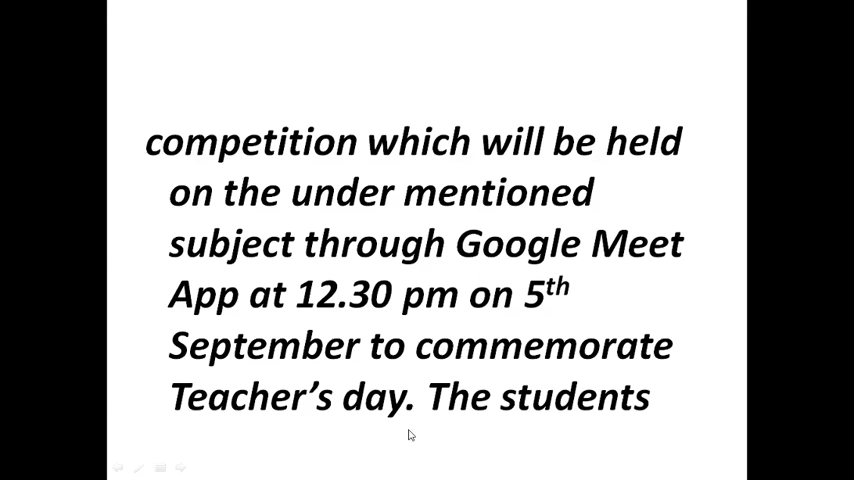 competition which will be held
on the under mentioned
subject through Google Meet
App at 12.30 pm on 5th
September to commemorate
Teacher’s day. The students